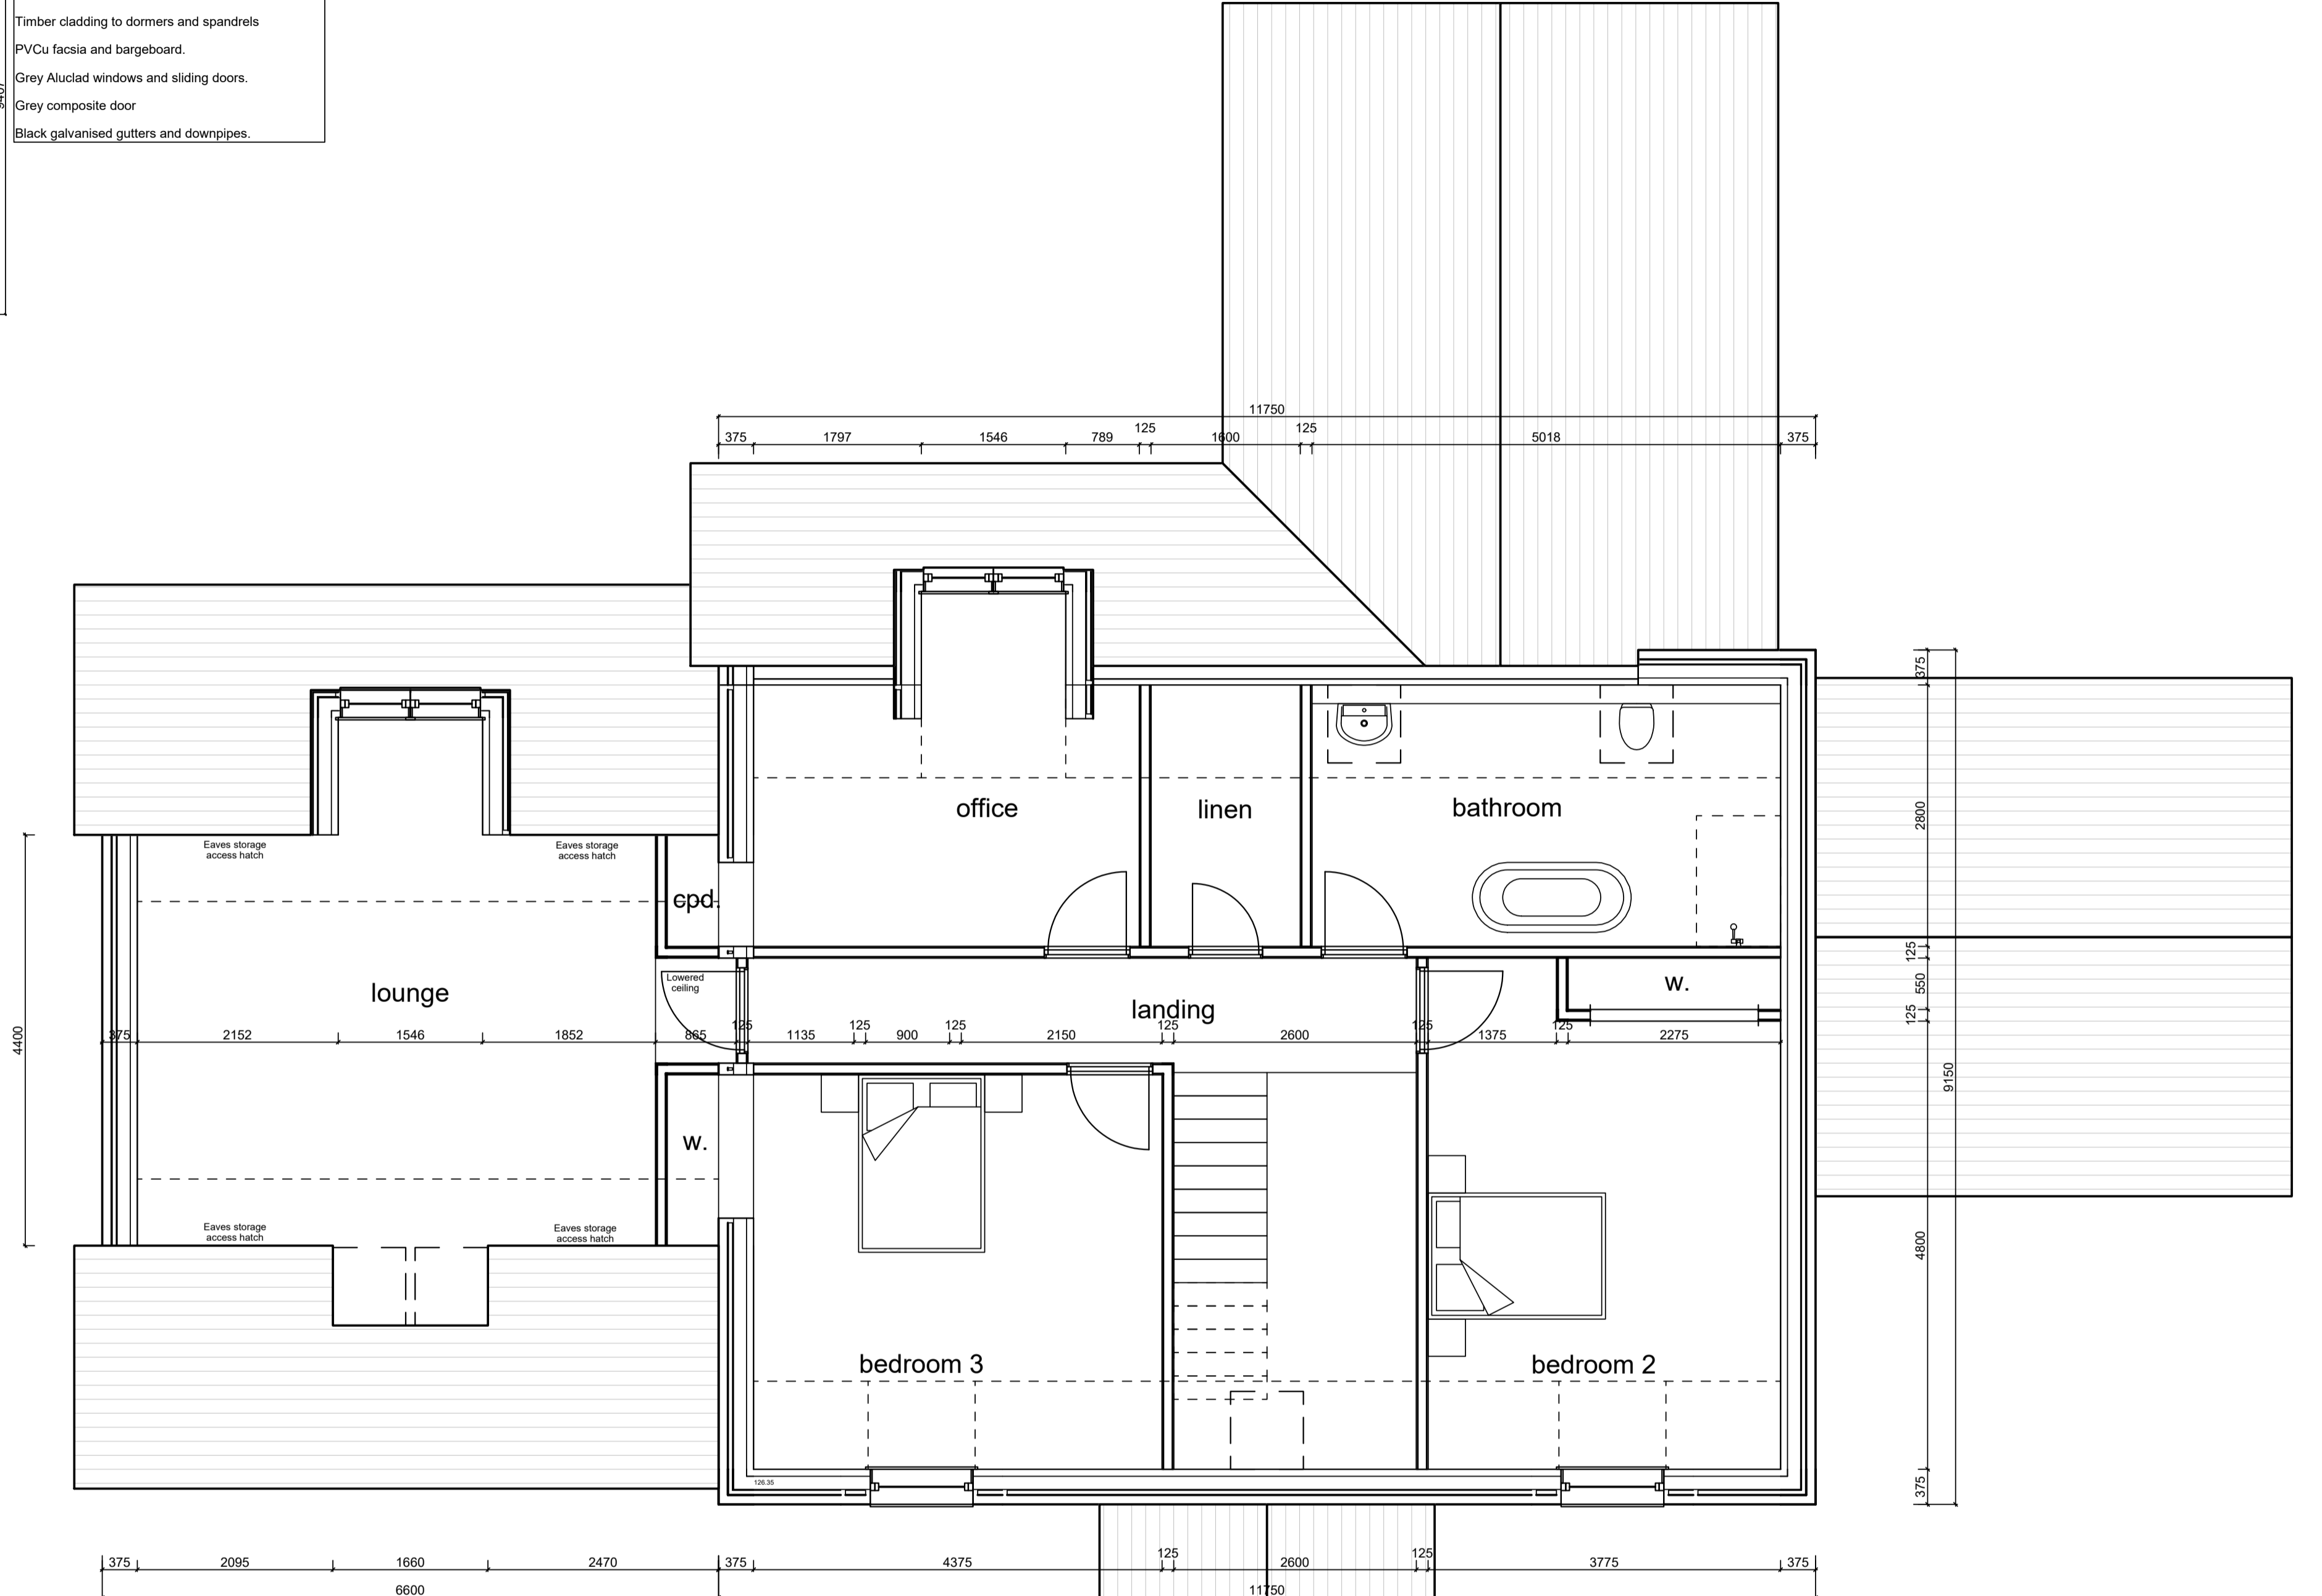 Timber cladding to dormers and spandrels
PVCu facsia and bargeboard.
Grey Aluclad windows and sliding doors.
Grey composite door
Black galvanised gutters and downpipes.
11750
375 1797 1546 789 125 1600 125 5018 375
375
office
linen
bathroom
2800
Eaves storage
access hatch
Eaves storage
access hatch
cpd.
125
550
125
lounge
Lowered
ceiling
landing
w.
4400
375 2152 1546 1852 865 125 1135 125 900 125 2150 125 2600 125 1375 125 2275
9150
w.
Eaves storage
access hatch
Eaves storage
access hatch
4800
bedroom 3
bedroom 2
126.35
375
375 2095 1660 2470 375 4375 125 2600 125 3775 375
6600
11750